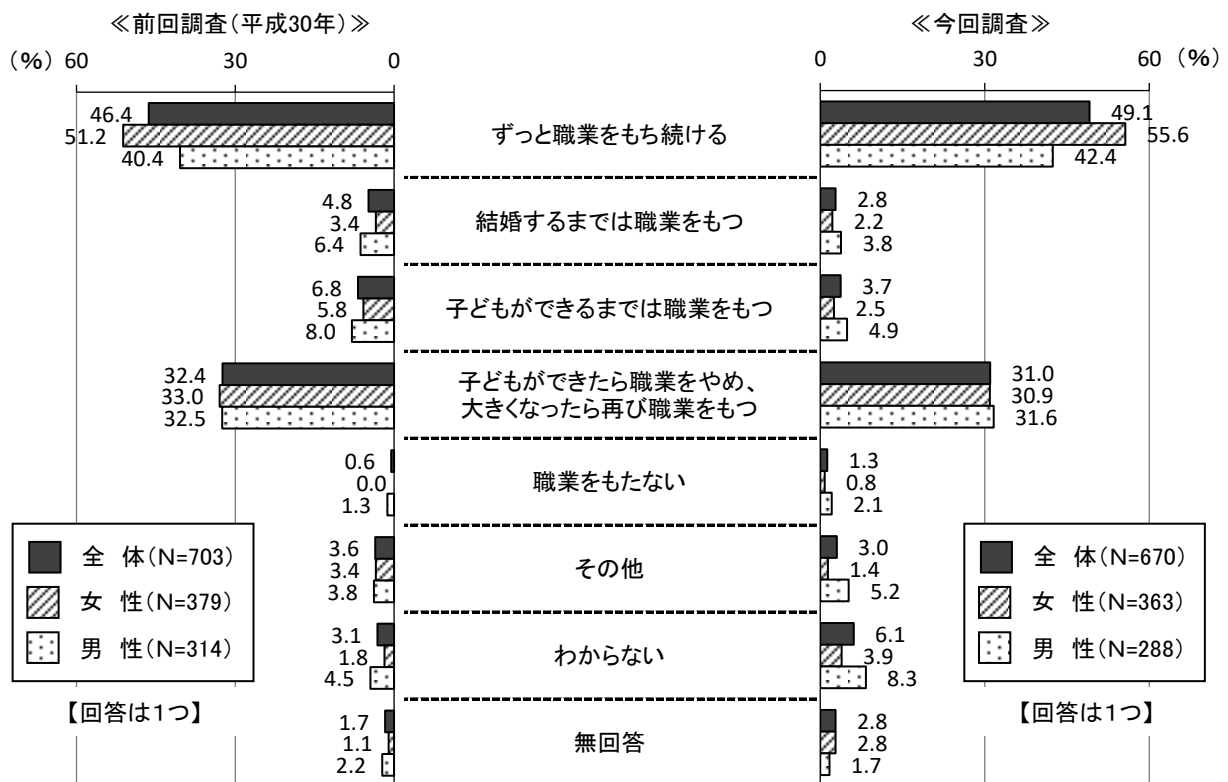 ≪前回調査(平成30年)≫
≪今回調査≫
(%) 60 30 0
0 30 60 (%)
46.4
51.2
40.4
ずっと職業をもち続ける
49.1
55.6
42.4
4.8
3.4
6.4
結婚するまでは職業をもつ
2.8
2.2
3.8
6.8
5.8
8.0
子どもができるまでは職業をもつ
3.7
2.5
4.9
32.4
33.0
32.5
子どもができたら職業をやめ、
大きくなったら再び職業をもつ
31.0
30.9
31.6
0.6
0.0
1.3
職業をもたない
1.3
0.8
2.1
3.6
3.4
3.8
その他
3.0
1.4
5.2
3.1
1.8
4.5
わからない
6.1
3.9
8.3
1.7
1.1
2.2
無回答
2.8
2.8
1.7
全 体(N=703)
女 性(N=379)
男 性(N=314)
【回答は1つ】
全 体(N=670)
女 性(N=363)
男 性(N=288)
【回答は1つ】